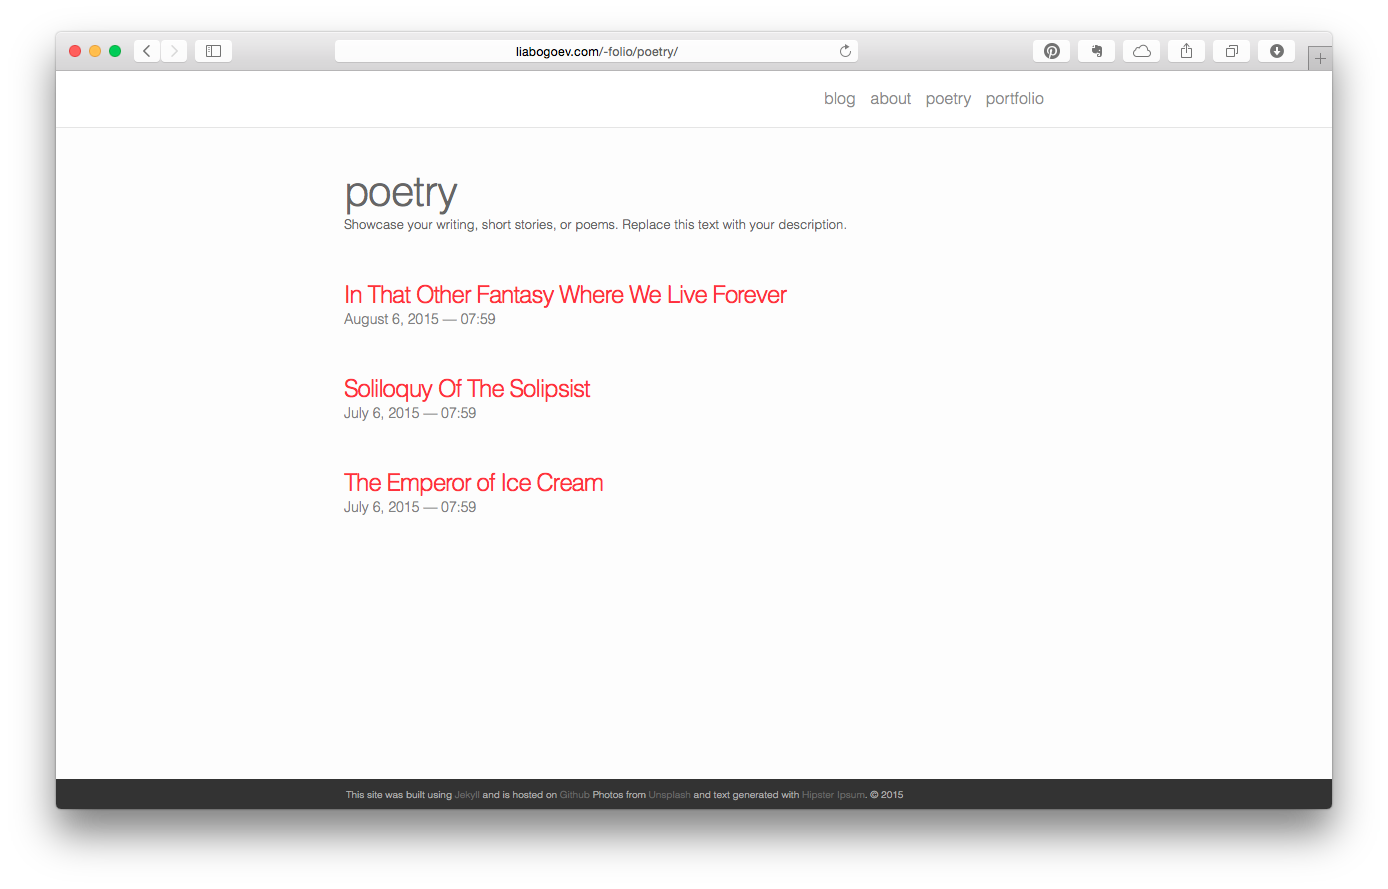 liabogoev.com/-folio/poetry/
blog about poetry portfolio
poetry
Showcase your writing, short stories, or poems. Replace this text with your description.
In That Other Fantasy Where We Live Forever
August 6, 2015 — 07:59
Soliloquy Of The Solipsist
July 6, 2015 — 07:59
The Emperor of Ice Cream
July 6, 2015 — 07:59
This site was built using Jekyll and is hosted on Github Photos from Unsplash and text generated with Hipster Ipsum. © 2015